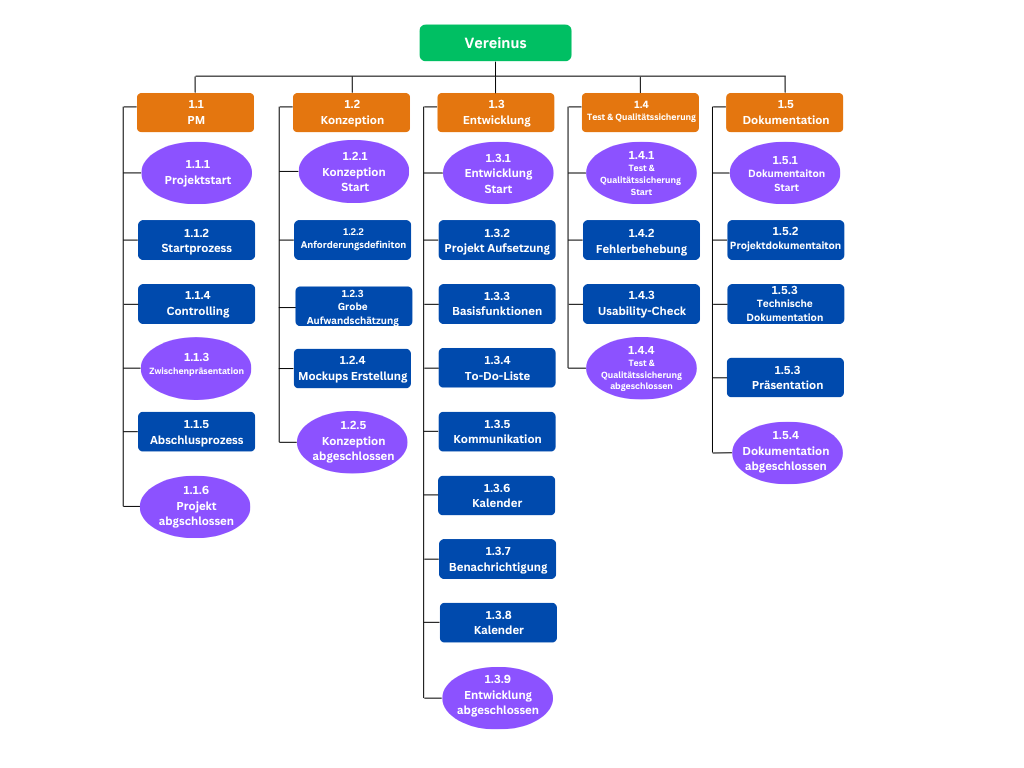 Vereinus
1.1
PM
1.1.1
Projektstart
1.1.2
Startprozess
1.1.4
Controlling
1.1.3
Zwischenpräsentation
1.1.5
Abschlusprozess
1.1.6
Projekt
abgschlossen
1.2
Konzeption
1.2.1
Konzeption
Start
1.2.2
Anforderungsdefiniton
1.2.3
Grobe
Aufwandschätzung
1.2.4
Mockups Erstellung
1.2.5
Konzeption
abgeschlossen
1.3
Entwicklung
1.3.1
Entwicklung
Start
1.3.2
Projekt Aufsetzung
1.3.3
Basisfunktionen
1.3.4
To-Do-Liste
1.3.5
Kommunikation
1.3.6
Kalender
1.3.7
Benachrichtigung
1.3.8
Kalender
1.3.9
Entwicklung
abgeschlossen
1.4
Test & Qualitätssicherung
1.4.1
Test &
Qualitätssicherung
Start
1.4.2
Fehlerbehebung
1.4.3
Usability-Check
1.4.4
Test &
Qualitätssicherung
abgeschlossen
1.5
Dokumentation
1.5.1
Dokumentaiton
Start
1.5.2
Projektdokumentaiton
1.5.3
Technische
Dokumentation
1.5.3
Präsentation
1.5.4
Dokumentation
abgeschlossen